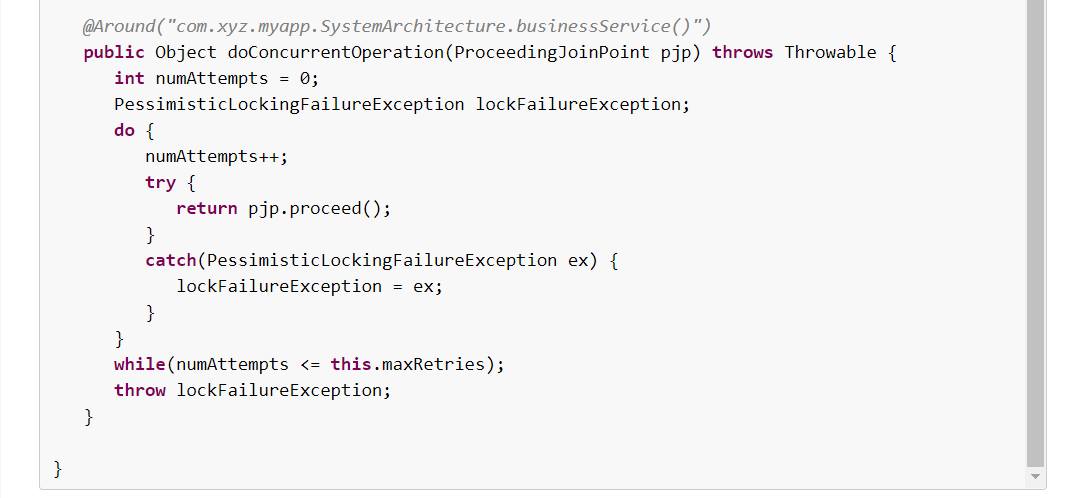 @Around("com.xyz.myapp.SystemArchitecture.businessService()")
public Object doConcurrentOperation(ProceedingJoinPoint pjp) throws Throwable {
int numAttempts = 0;
PessimisticLockingFailureException lockFailureException;
do {
numAttempts++;
try {
return pjp.proceed();
}
catch(PessimisticLockingFailureException ex) {
lockFailureException = ex;
}
}
while(numAttempts <= this.maxRetries);
throw lockFailureException;
}
}